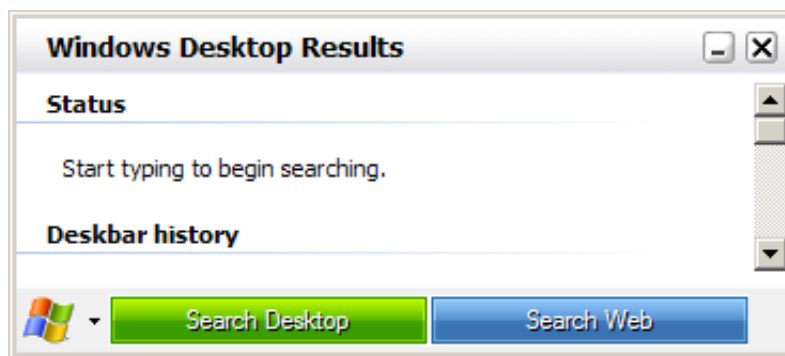 Windows Desktop Results
Status
Start typing to begin searching.
Deskbar history
Search Desktop
Search Web